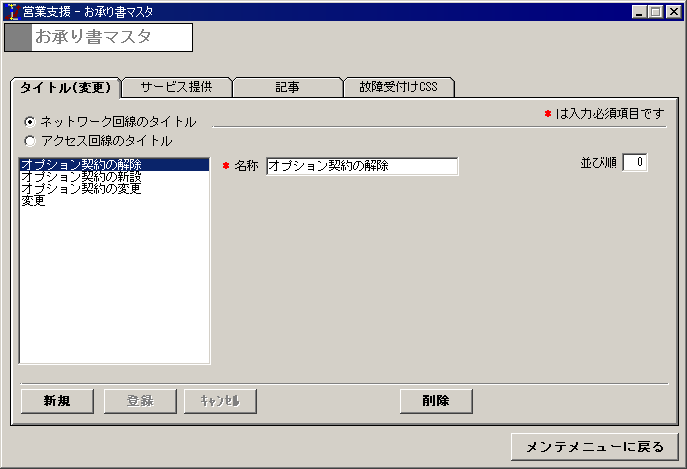 営業支援 - お承り書マスタ
お承り書マスタ
タイトル(変更) サービス提供 記事 故障受付けCSS
* は入力必須項目です
ネットワーク回線のタイトル
アクセス回線のタイトル
オプション契約の解除
オプション契約の新設
オプション契約の変更
変更
* 名称 オプション契約の解除 並び順 0
新規 登録 ｷｬﾝｾﾙ 削除
メンテメニューに戻る